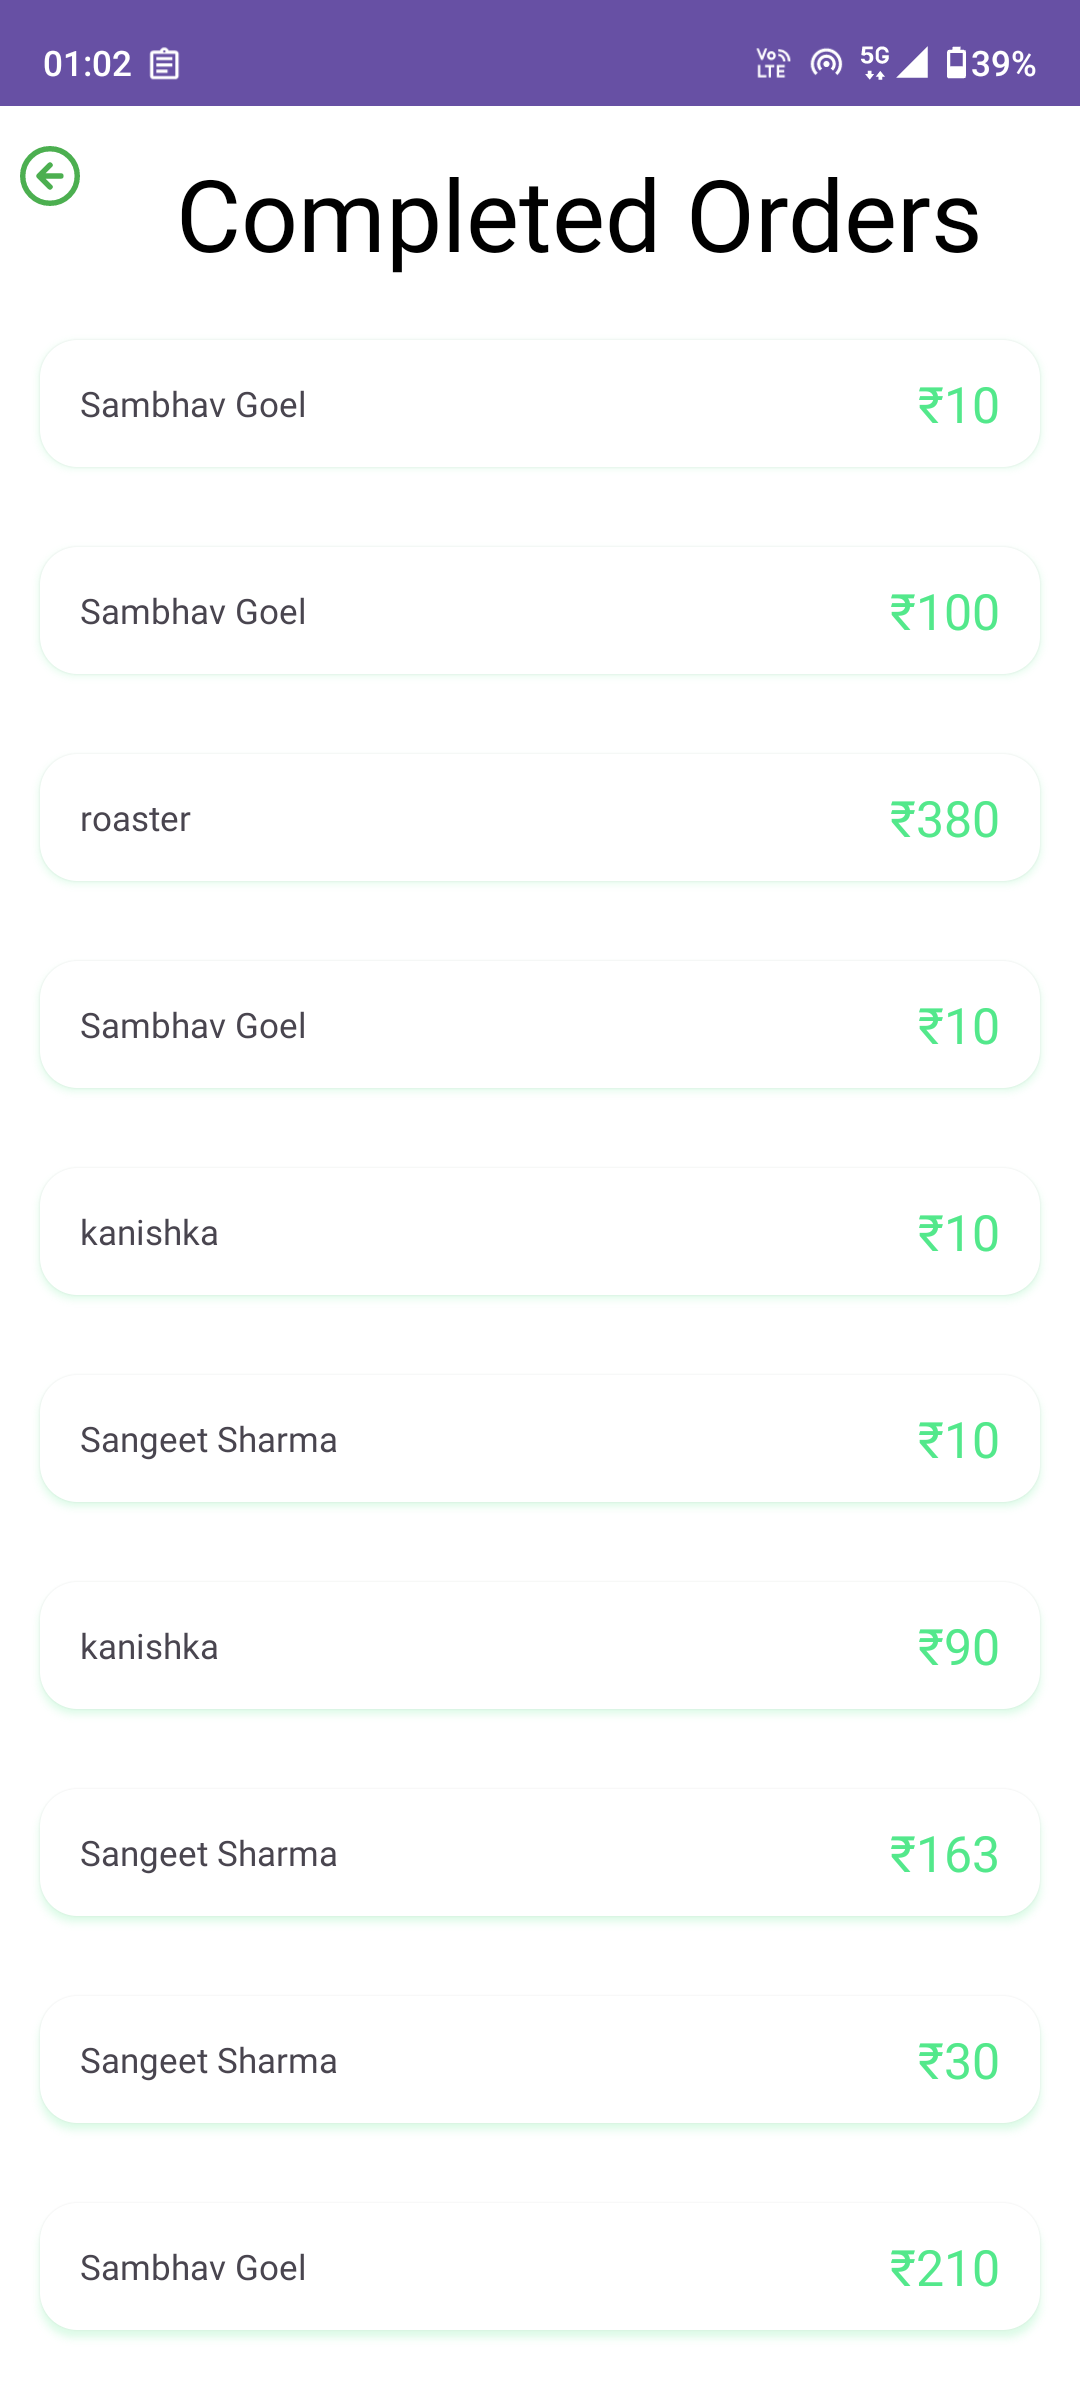 01:02 Vo LTE 5G 39%
Completed Orders
Sambhav Goel ₹10
Sambhav Goel ₹100
roaster ₹380
Sambhav Goel ₹10
kanishka ₹10
Sangeet Sharma ₹10
kanishka ₹90
Sangeet Sharma ₹163
Sangeet Sharma ₹30
Sambhav Goel ₹210